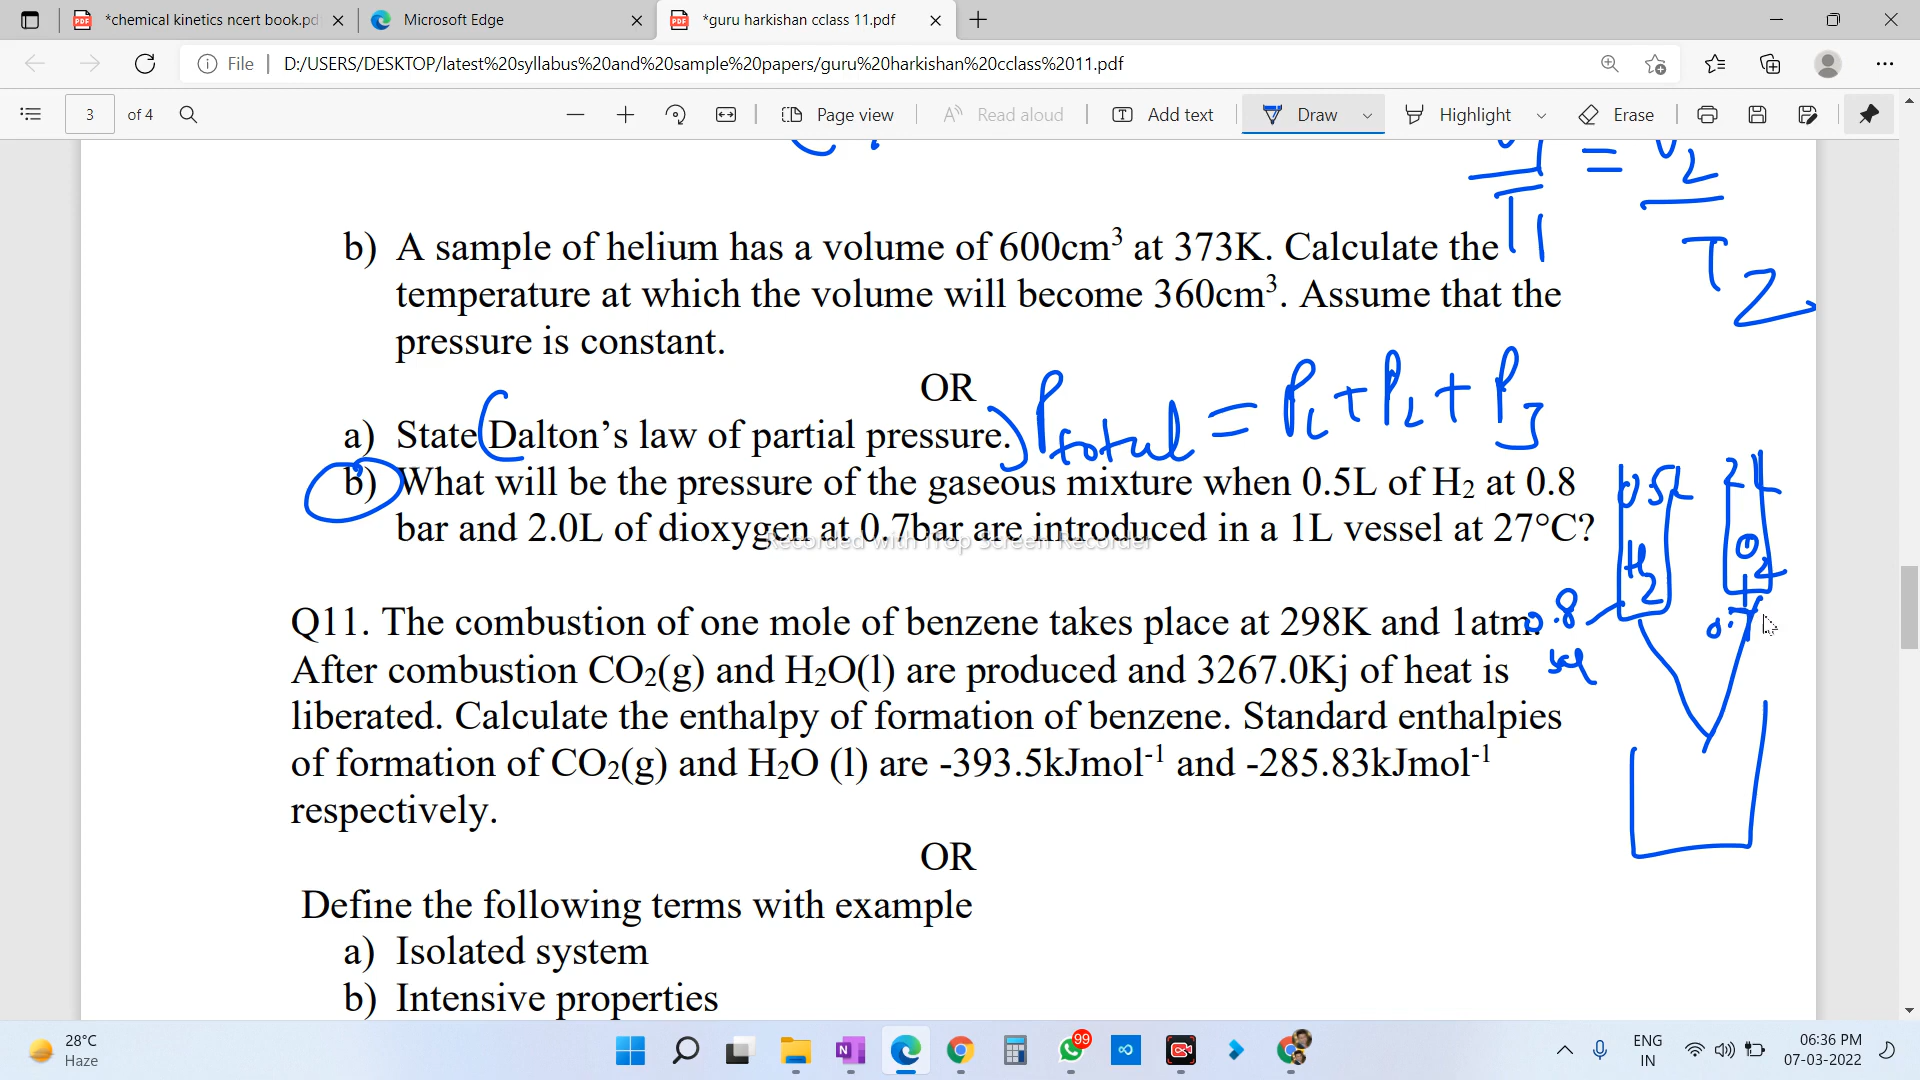 *chemical kinetics ncert book.pd
Microsoft Edge
*guru harkishan cclass 11.pdf
File
D:/USERS/DESKTOP/latest%20syllabus%20and%20sample%20papers/guru%20harkishan%20cclass%2011.pdf
3
of 4
Page view
Read aloud
Add text
Draw
Highlight
Erase
T1 = T2
b) A sample of helium has a volume of 600cm³ at 373K. Calculate the
temperature at which the volume will become 360cm³. Assume that the
pressure is constant.
OR
a) State Dalton's law of partial pressure.
Ptotal = P1 + P2 + P3
b) What will be the pressure of the gaseous mixture when 0.5L of H₂ at 0.8
bar and 2.0L of dioxygen at 0.7bar are introduced in a 1L vessel at 27°C?
Recorded with iTop Screen Recorder
0.5L
2L
H2
O2
0.8
0.7
Q11. The combustion of one mole of benzene takes place at 298K and 1atm.
After combustion CO₂(g) and H₂O(l) are produced and 3267.0Kj of heat is
liberated. Calculate the enthalpy of formation of benzene. Standard enthalpies
of formation of CO₂(g) and H₂O (l) are -393.5kJmol⁻¹ and -285.83kJmol⁻¹
respectively.
OR
Define the following terms with example
a) Isolated system
b) Intensive properties
28°C
Haze
99
ENG
IN
06:36 PM
07-03-2022